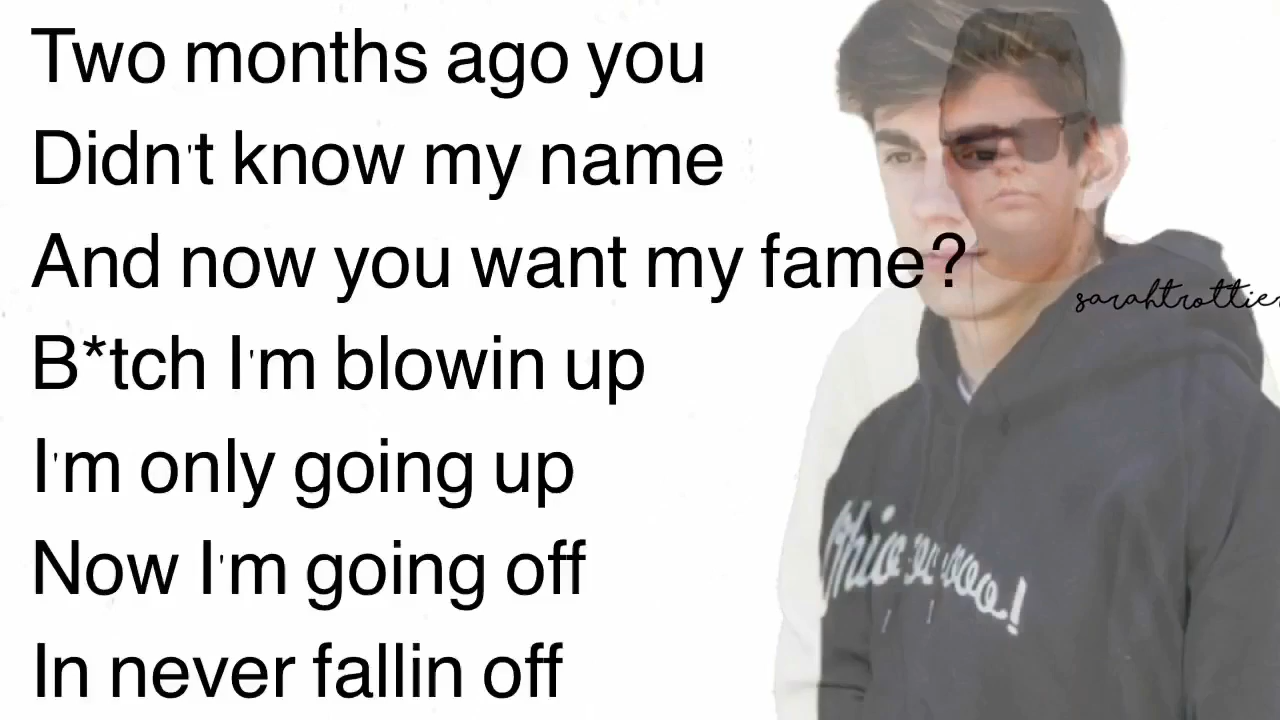 Two months ago you
Didn't know my name
And now you want my fame?
B*tch I'm blowin up
I'm only going up
Now I'm going off
In never fallin off
sarahtrottier